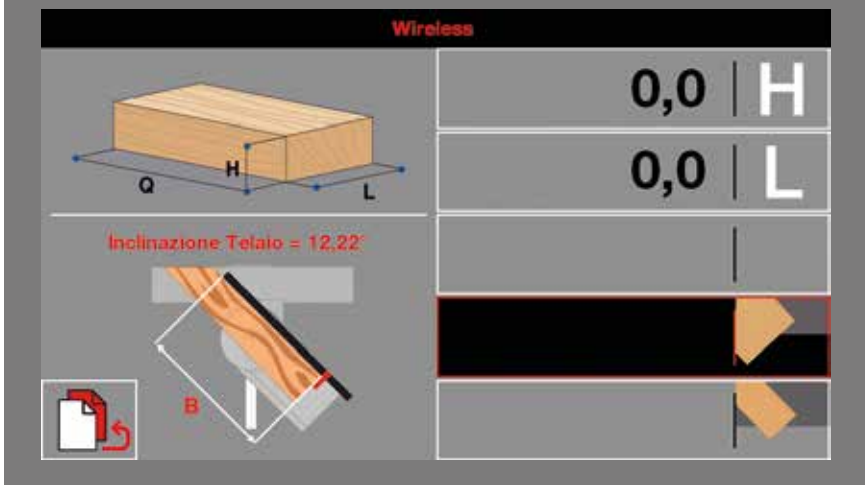 Wireless
0,0 H
0,0 L
H
Q
L
Inclinazione Telaio = 12,22°
B